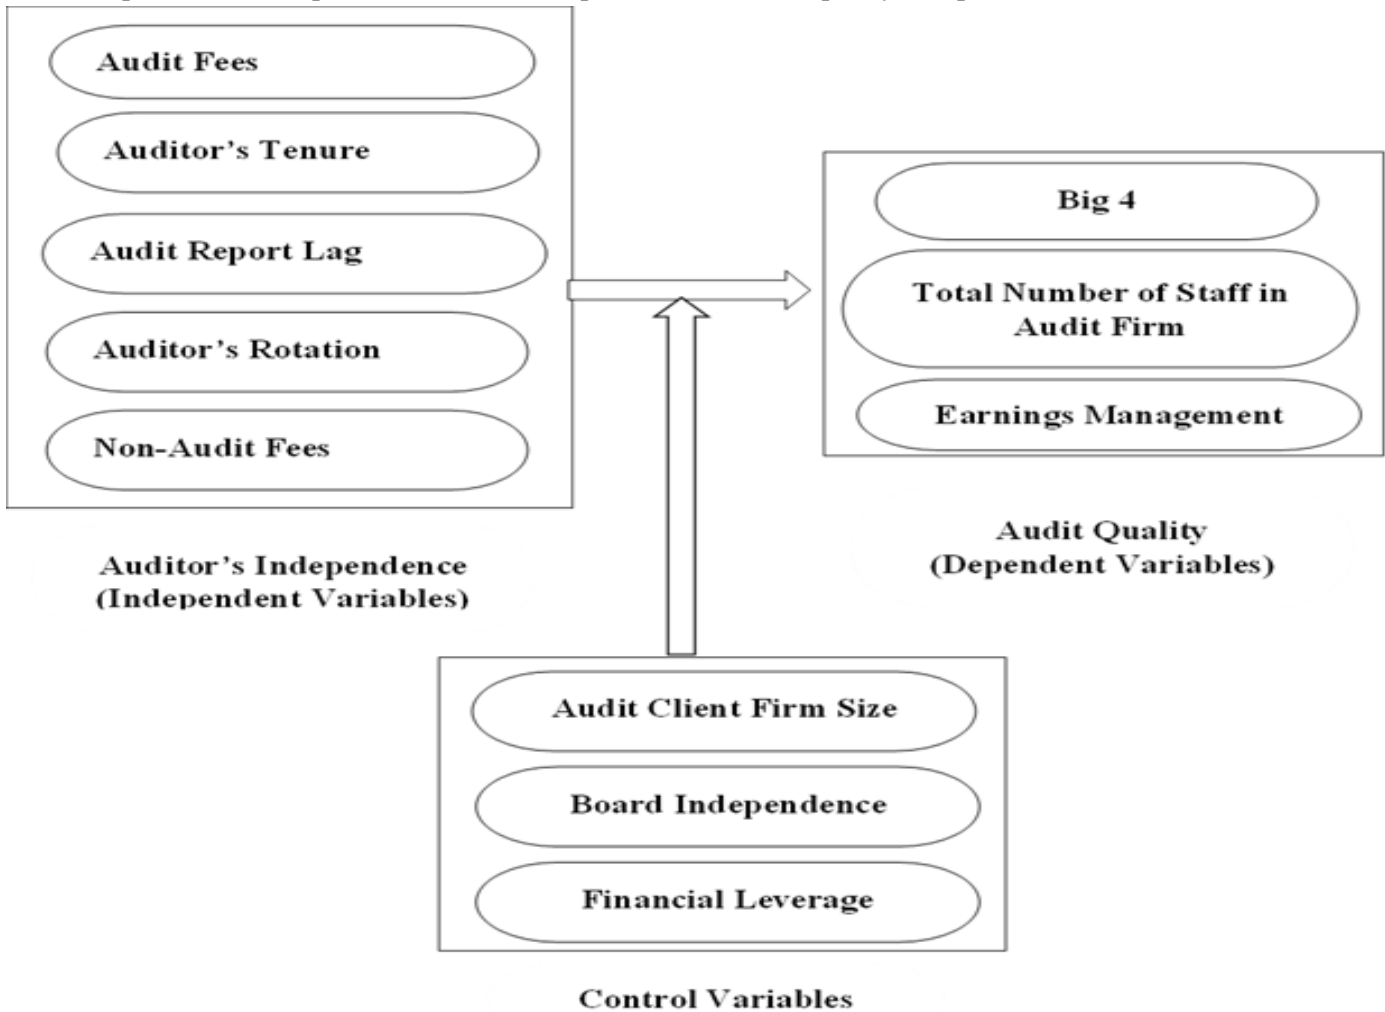 Audit Fees
Auditor's Tenure
Audit Report Lag
Auditor's Rotation
Non-Audit Fees
Auditor's Independence
(Independent Variables)
Big 4
Total Number of Staff in
Audit Firm
Earnings Management
Audit Quality
(Dependent Variables)
Audit Client Firm Size
Board Independence
Financial Leverage
Control Variables